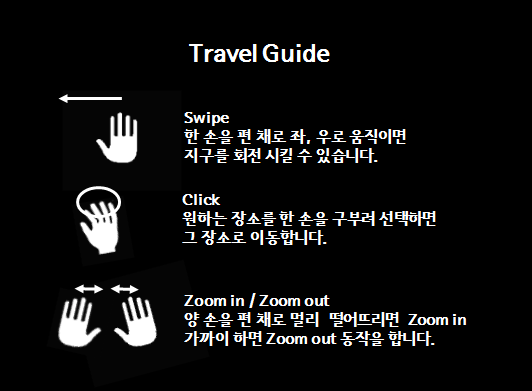 Travel Guide
Swipe
한 손을 편 채로 좌, 우로 움직이면
지구를 회전 시킬 수 있습니다.
Click
원하는 장소를 한 손을 구부려 선택하면
그 장소로 이동합니다.
Zoom in / Zoom out
양 손을 편 채로 멀리 떨어뜨리면 Zoom in
가까이 하면 Zoom out 동작을 합니다.